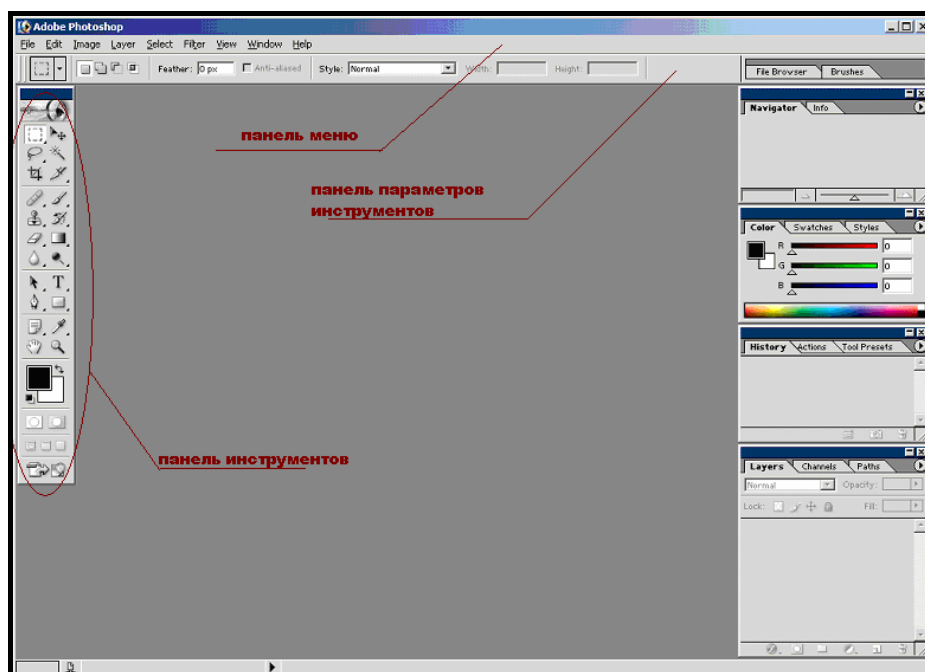 Adobe Photoshop
File Edit Image Layer Select Filter View Window Help
Feather: 0 px Anti-aliased Style: Normal Width: Height:
File Browser Brushes
Navigator Info
панель меню
панель параметров
инструментов
Color Swatches Styles
R 0
G 0
B 0
T
History Actions Tool Presets
панель инструментов
Layers Channels Paths
Normal Opacity:
Lock: Fill: